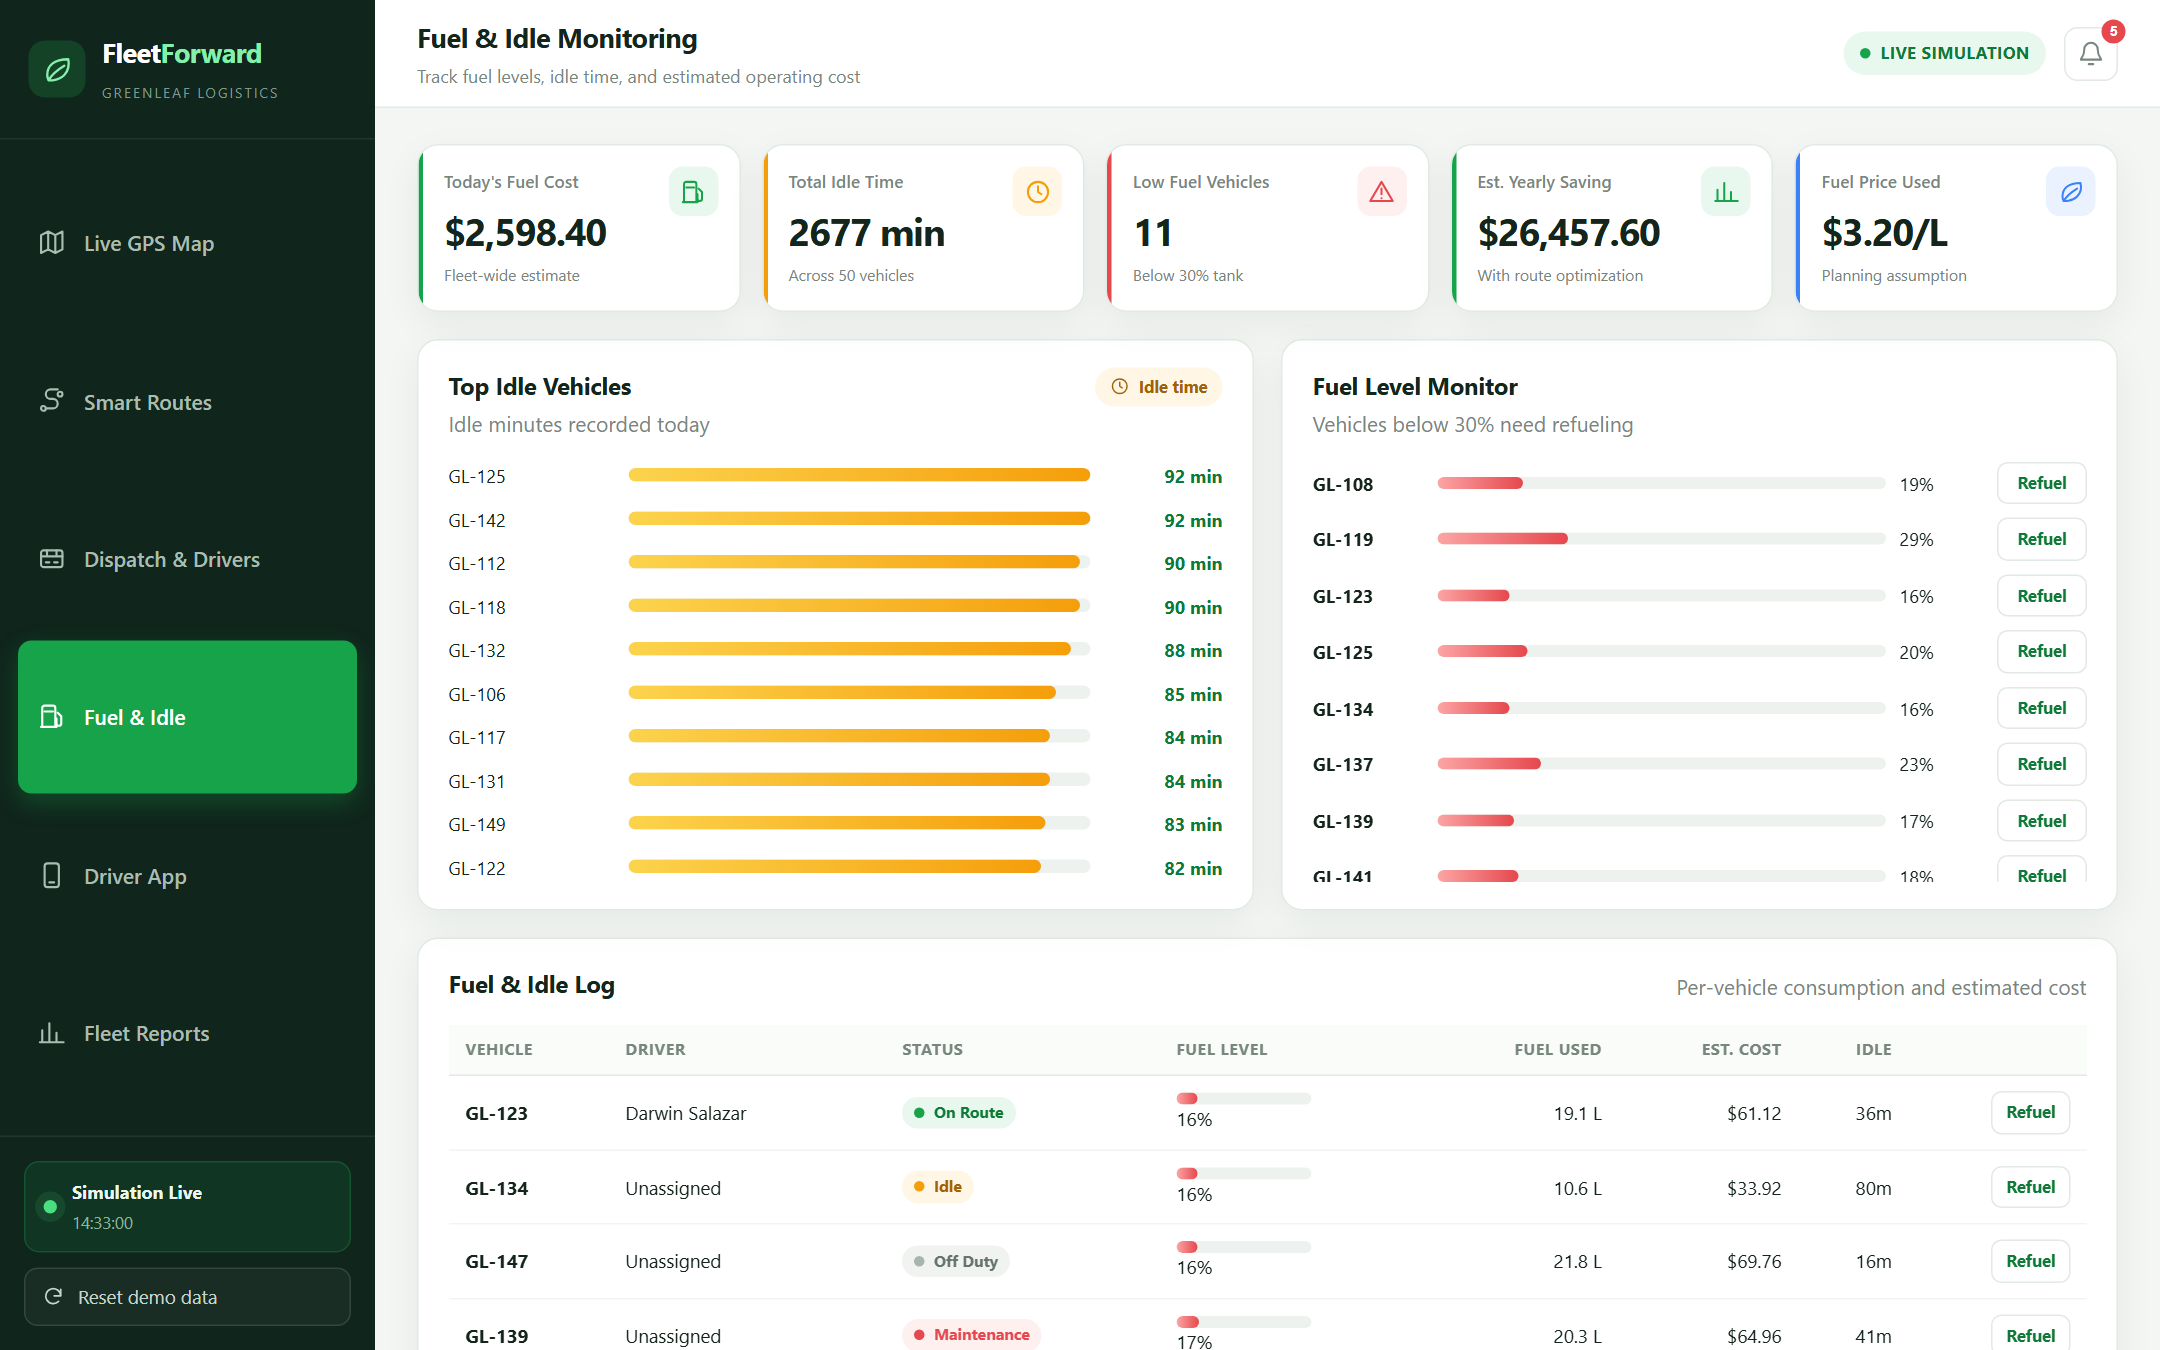 FleetForward
GREENLEAF LOGISTICS
Live GPS Map
Smart Routes
Dispatch & Drivers
Fuel & Idle
Driver App
Fleet Reports
Simulation Live
14:33:00
Reset demo data
Fuel & Idle Monitoring
Track fuel levels, idle time, and estimated operating cost
LIVE SIMULATION
5
Today's Fuel Cost
$2,598.40
Fleet-wide estimate
Total Idle Time
2677 min
Across 50 vehicles
Low Fuel Vehicles
11
Below 30% tank
Est. Yearly Saving
$26,457.60
With route optimization
Fuel Price Used
$3.20/L
Planning assumption
Top Idle Vehicles
Idle time
Idle minutes recorded today
GL-125 92 min
GL-142 92 min
GL-112 90 min
GL-118 90 min
GL-132 88 min
GL-106 85 min
GL-117 84 min
GL-131 84 min
GL-149 83 min
GL-122 82 min
Fuel Level Monitor
Vehicles below 30% need refueling
GL-108 19% Refuel
GL-119 29% Refuel
GL-123 16% Refuel
GL-125 20% Refuel
GL-134 16% Refuel
GL-137 23% Refuel
GL-139 17% Refuel
GL-141 18% Refuel
Fuel & Idle Log
Per-vehicle consumption and estimated cost
VEHICLE DRIVER STATUS FUEL LEVEL FUEL USED EST. COST IDLE
GL-123 Darwin Salazar On Route 16% 19.1 L $61.12 36m Refuel
GL-134 Unassigned Idle 16% 10.6 L $33.92 80m Refuel
GL-147 Unassigned Off Duty 16% 21.8 L $69.76 16m Refuel
GL-139 Unassigned Maintenance 17% 20.3 L $64.96 41m Refuel